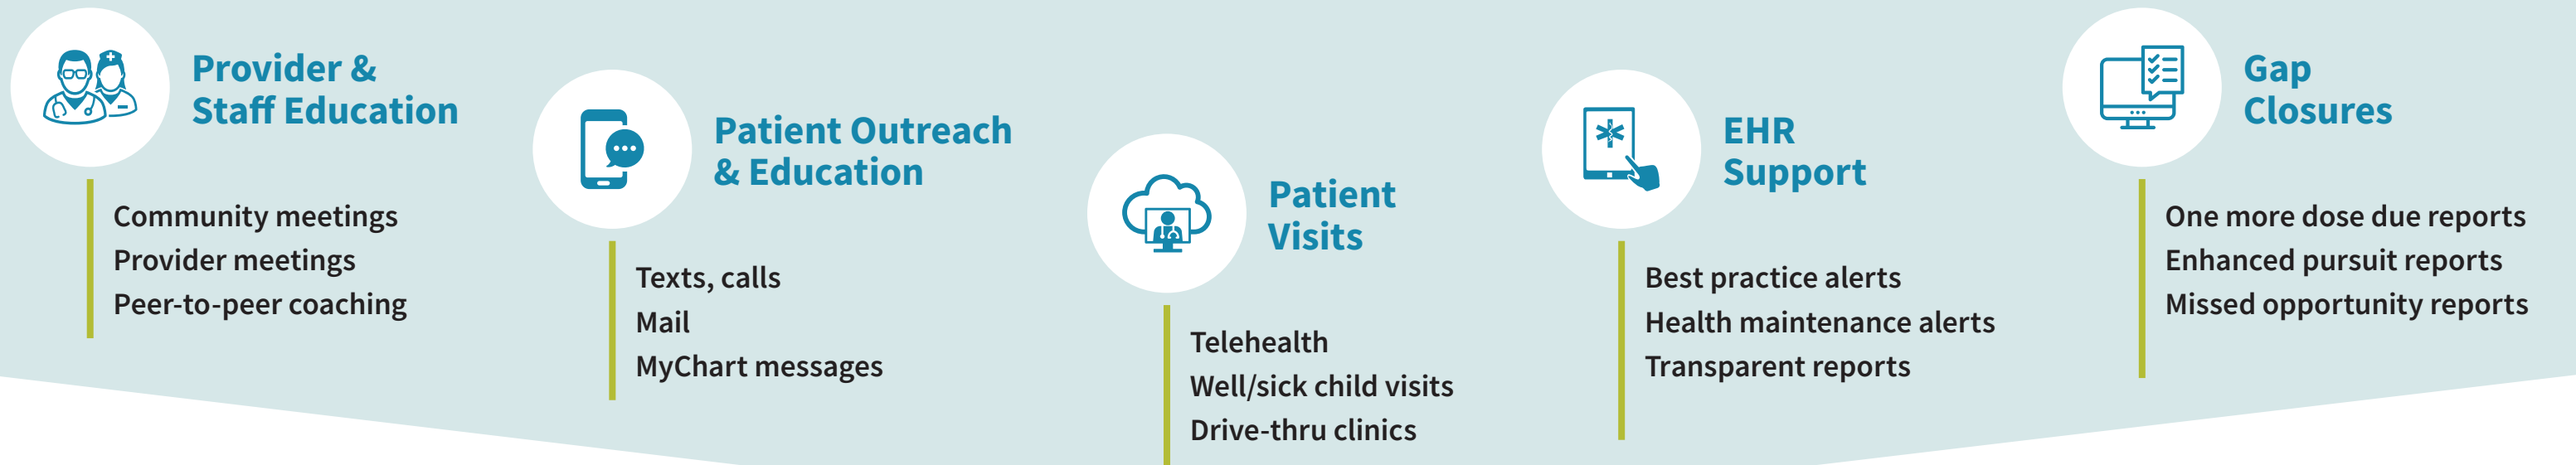 Provider &
Staff Education
Community meetings
Provider meetings
Peer-to-peer coaching
Patient Outreach
& Education
Texts, calls
Mail
MyChart messages
Patient
Visits
Telehealth
Well/sick child visits
Drive-thru clinics
EHR
Support
Best practice alerts
Health maintenance alerts
Transparent reports
Gap
Closures
One more dose due reports
Enhanced pursuit reports
Missed opportunity reports